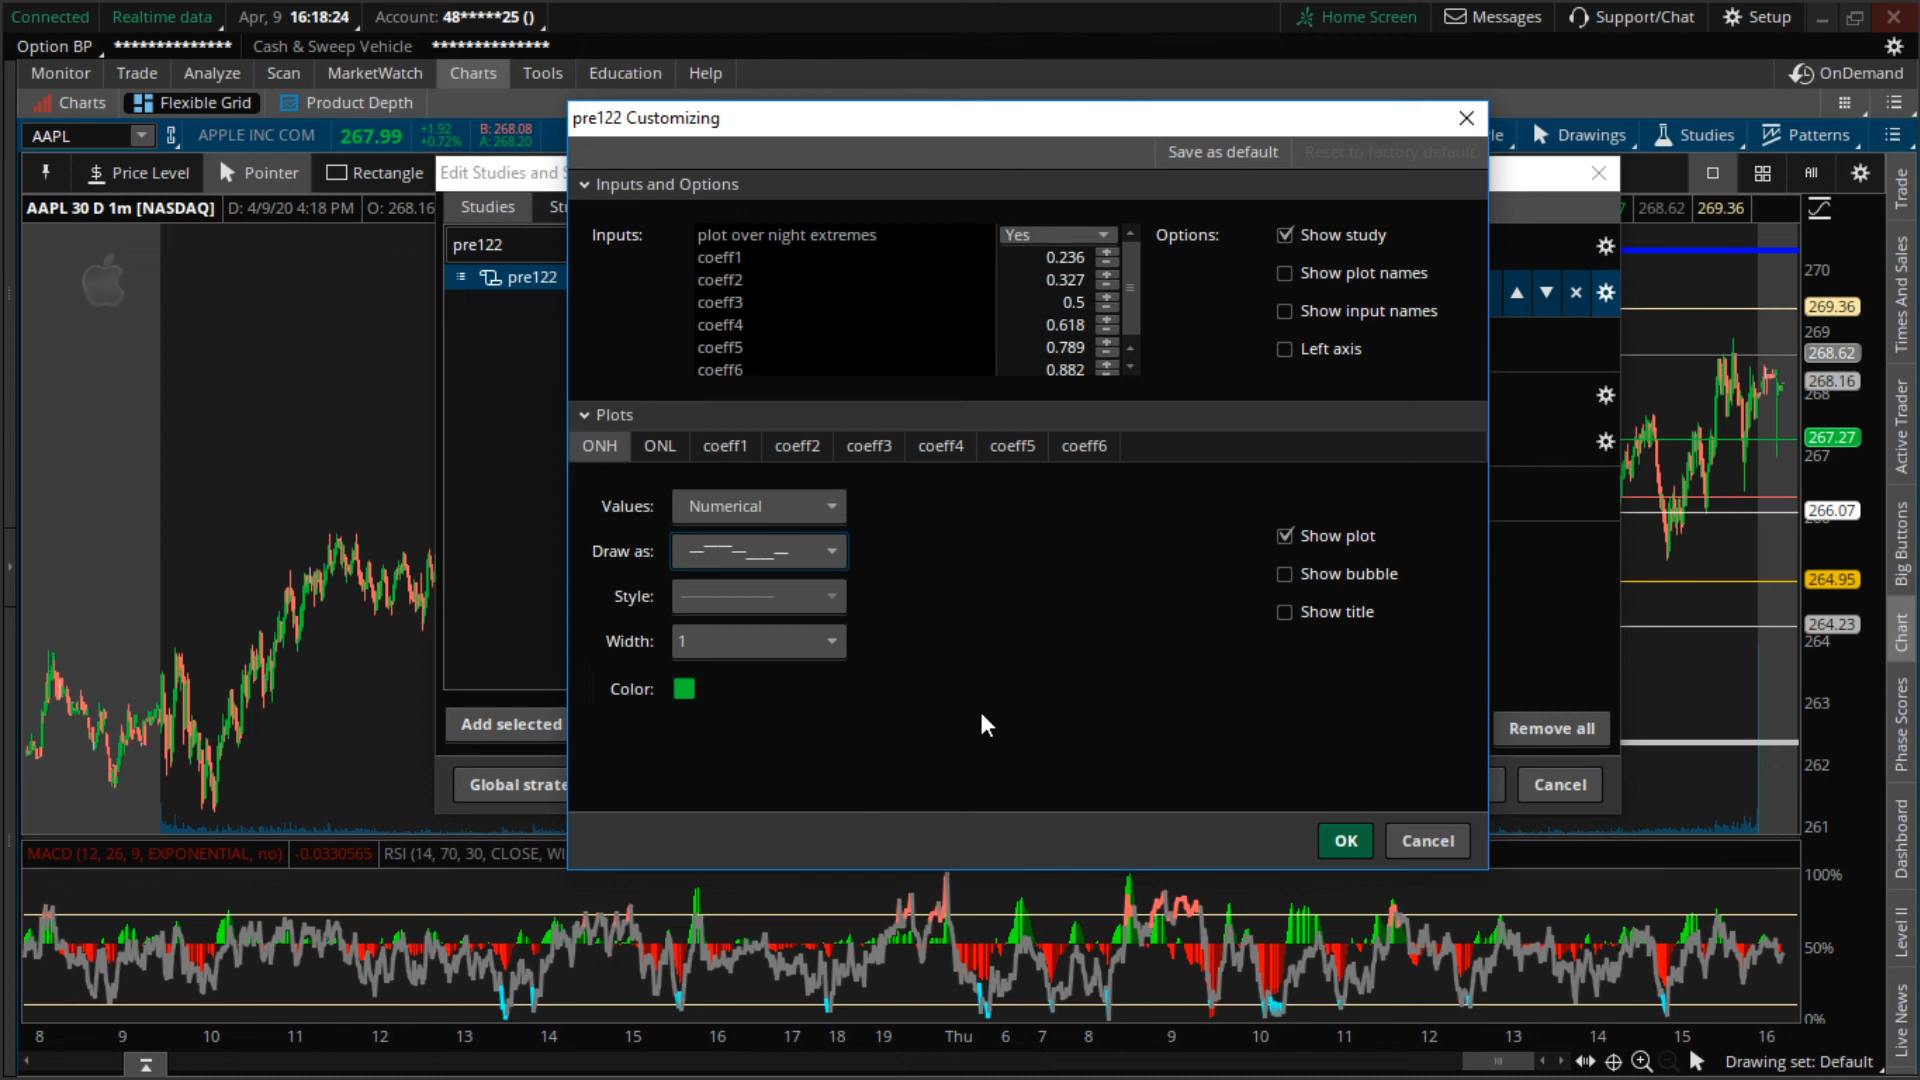 Connected Realtime data Apr, 9 16:18:24 Account: 48*****25 () Home Screen Messages Support/Chat Setup
Option BP ************** Cash & Sweep Vehicle **************
Monitor Trade Analyze Scan MarketWatch Charts Tools Education Help OnDemand
Charts Flexible Grid Product Depth
AAPL APPLE INC COM 267.99 +1.92 +0.72% B: 268.08 A: 268.20 Drawings Studies Patterns
Price Level Pointer Rectangle Edit Studies and S All
AAPL 30 D 1m [NASDAQ] D: 4/9/20 4:18 PM O: 268.16 268.62 269.36
Studies St
pre122
pre122
Add selected
Global strate
pre122 Customizing
Save as default Reset to factory default
Inputs and Options
Inputs: plot over night extremes Yes Options: Show study
coeff1 0.236
coeff2 0.327 Show plot names
coeff3 0.5 Show input names
coeff4 0.618
coeff5 0.789 Left axis
coeff6 0.882
Plots
ONH ONL coeff1 coeff2 coeff3 coeff4 coeff5 coeff6
Values: Numerical
Draw as: Show plot
Style: Show bubble
Width: 1 Show title
Color:
OK Cancel
Remove all
Cancel
270
269.36
269
268.62
268.16
268
267.27
267
266.07
264.95
264.23
264
263
262
261
MACD (12, 26, 9, EXPONENTIAL, no) -0.0330565 RSI (14, 70, 30, CLOSE, WI
100%
50%
0%
8 9 10 11 12 13 14 15 16 17 18 19 Thu 6 7 8 9 10 11 12 13 14 15 16
Drawing set: Default
Trade
Times And Sales
Active Trader
Big Buttons
Chart
Phase Scores
Dashboard
Level II
Live News